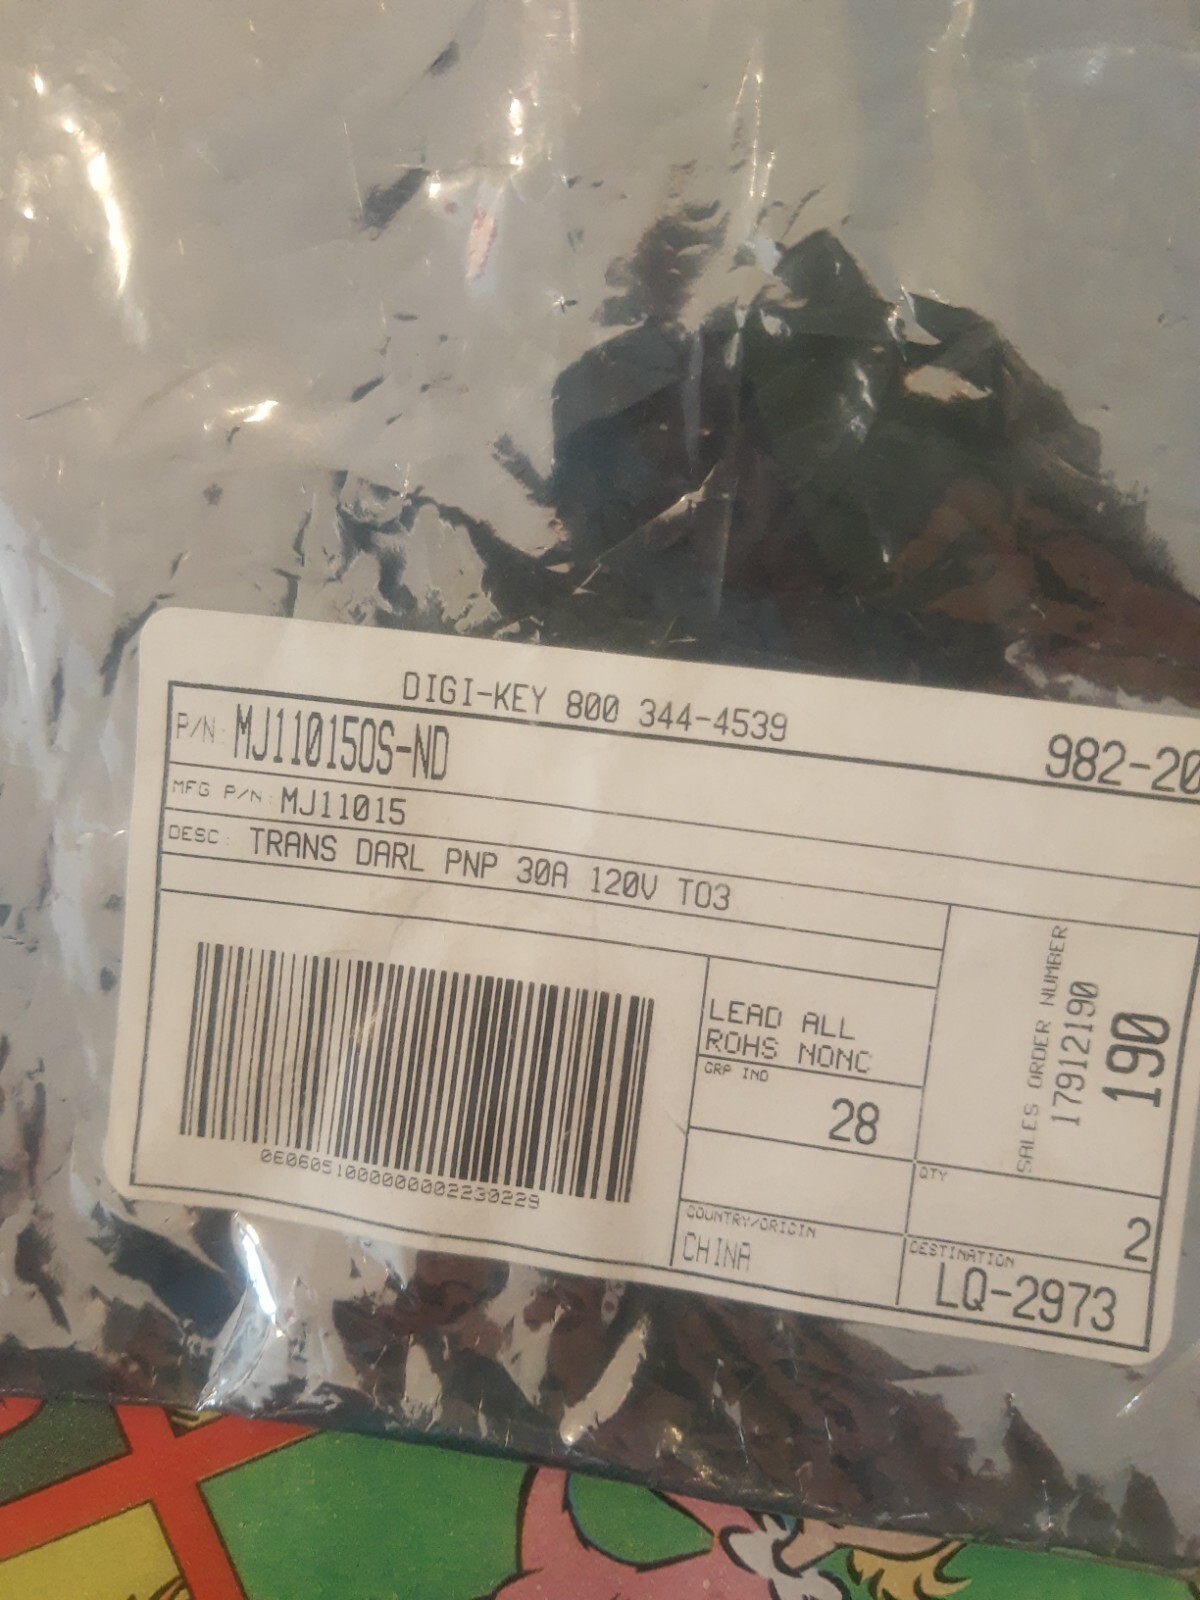 DIGI-KEY 800 344-4539
P/N: MJ11015OS-ND
982-20
MFG P/N: MJ11015
DESC: TRANS DARL PNP 30A 120V TO3
0E0605100000000002239229
LEAD ALL
ROHS NONC
GRP IND
28
SALES ORDER NUMBER
17912190
190
QTY
2
COUNTRY/ORIGIN
CHINA
DESTINATION
LQ-2973